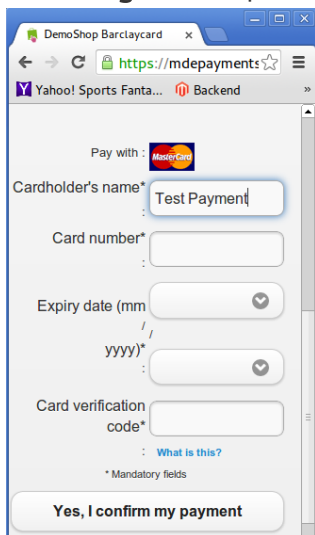 DemoShop Barclaycard
https://mdepayments
Yahoo! Sports Fanta... Backend »
Pay with : MasterCard
Cardholder's name*
:
Test Payment
Card number*
:
Expiry date (mm
/
/
yyyy)*
:
Card verification
code*
: What is this?
* Mandatory fields
Yes, I confirm my payment